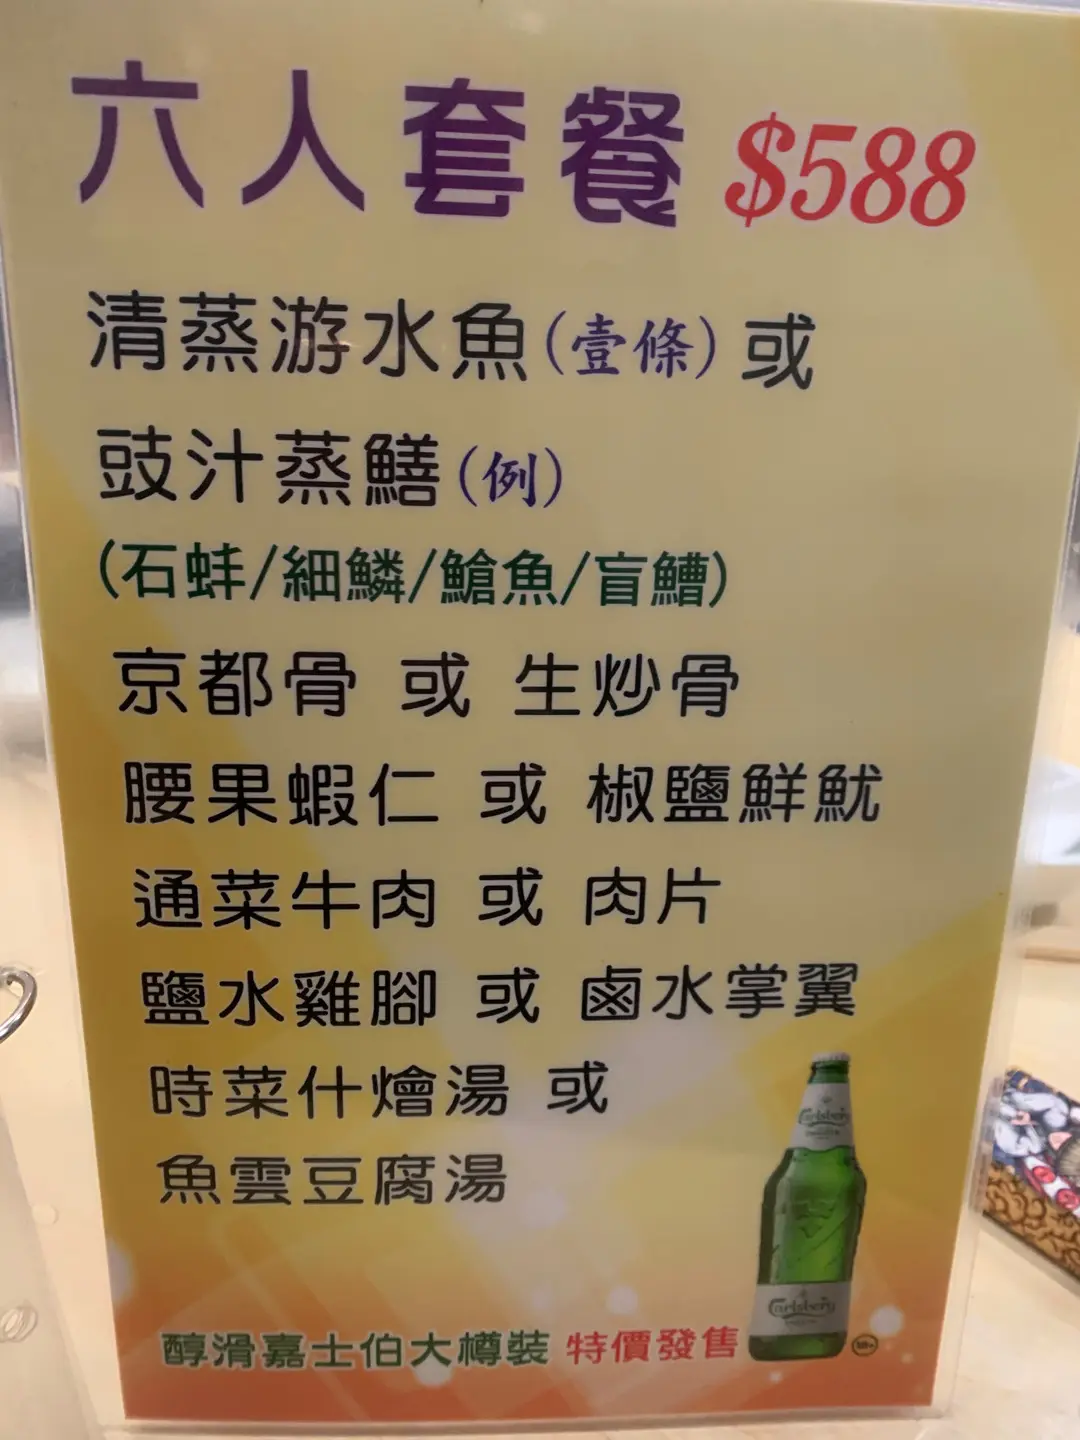 六人套餐 $588
清蒸游水魚(壹條) 或
豉汁蒸鱔(例)
(石蚌/細鱗/鱠魚/盲鰽)
京都骨 或 生炒骨
腰果蝦仁 或 椒鹽鮮魷
通菜牛肉 或 肉片
鹽水雞腳 或 鹵水掌翼
時菜什燴湯 或
魚雲豆腐湯
Carlsberg
Carlsberg
醇滑嘉士伯大樽裝 特價發售
18+